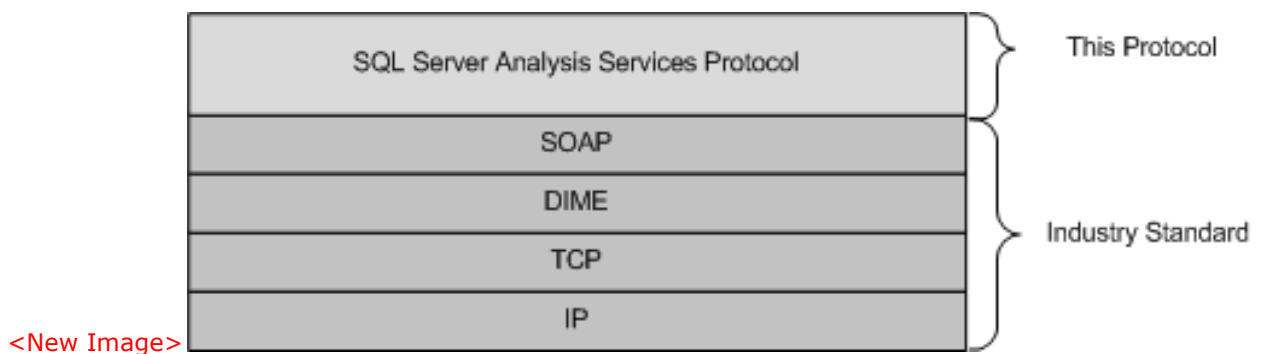 SQL Server Analysis Services Protocol
This Protocol
SOAP
DIME
TCP
IP
Industry Standard
<New Image>